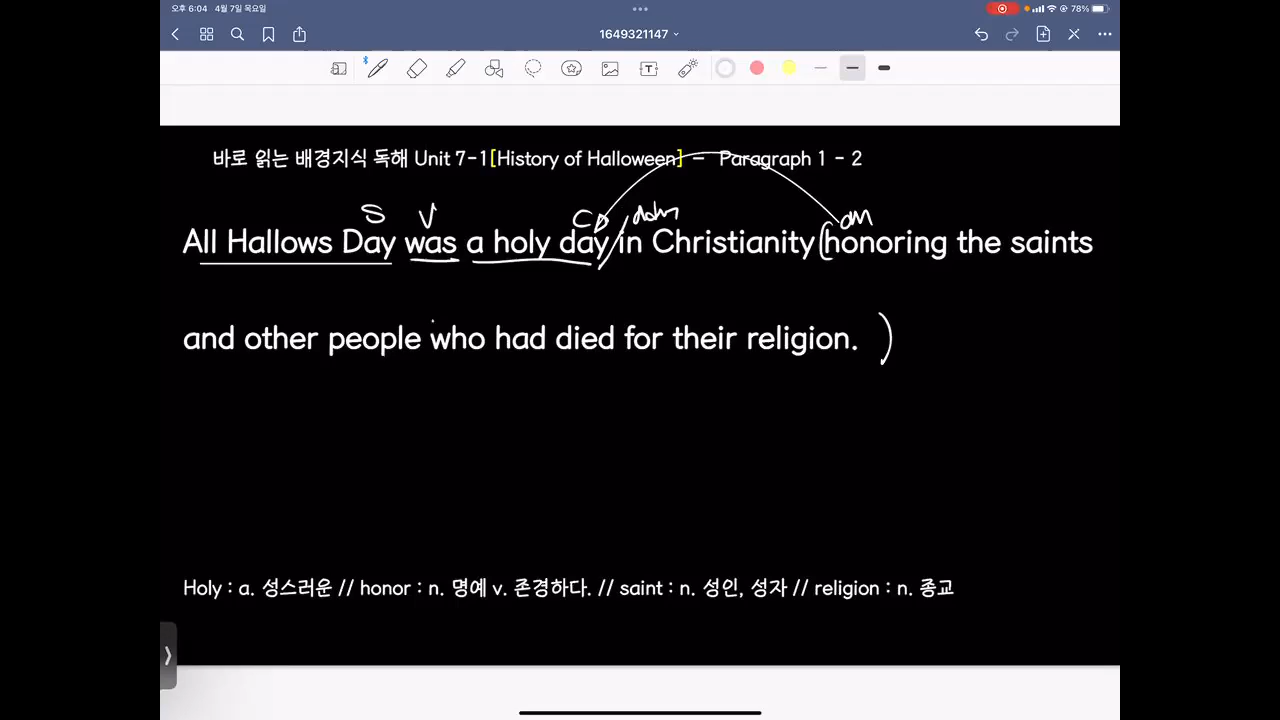 오후 6:04 4월 7일 목요일
78%
1649321147
바로 읽는 배경지식 독해 Unit 7-1[History of Halloween] - Paragraph 1 - 2
S V C
All Hallows Day was a holy day in Christianity (honoring the saints
and other people who had died for their religion. )
Holy : a. 성스러운 // honor : n. 명예 v. 존경하다. // saint : n. 성인, 성자 // religion : n. 종교